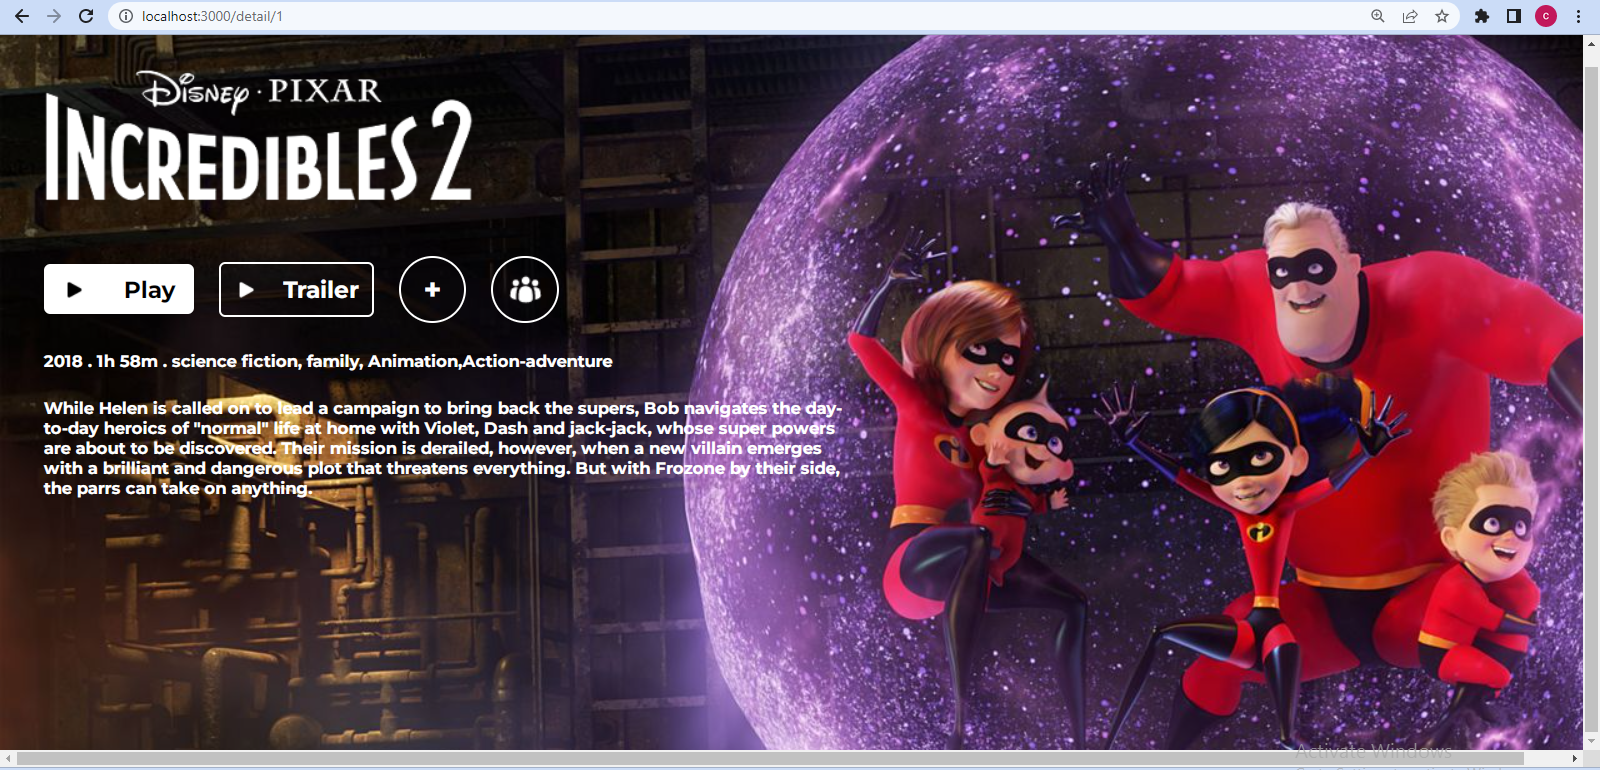 localhost:3000/detail/1
c
Disney · PIXAR
INCREDIBLES 2
Play
Trailer
+
2018 . 1h 58m . science fiction, family, Animation,Action-adventure
While Helen is called on to lead a campaign to bring back the supers, Bob navigates the day-
to-day heroics of "normal" life at home with Violet, Dash and jack-jack, whose super powers
are about to be discovered. Their mission is derailed, however, when a new villain emerges
with a brilliant and dangerous plot that threatens everything. But with Frozone by their side,
the parrs can take on anything.
Activate Windows